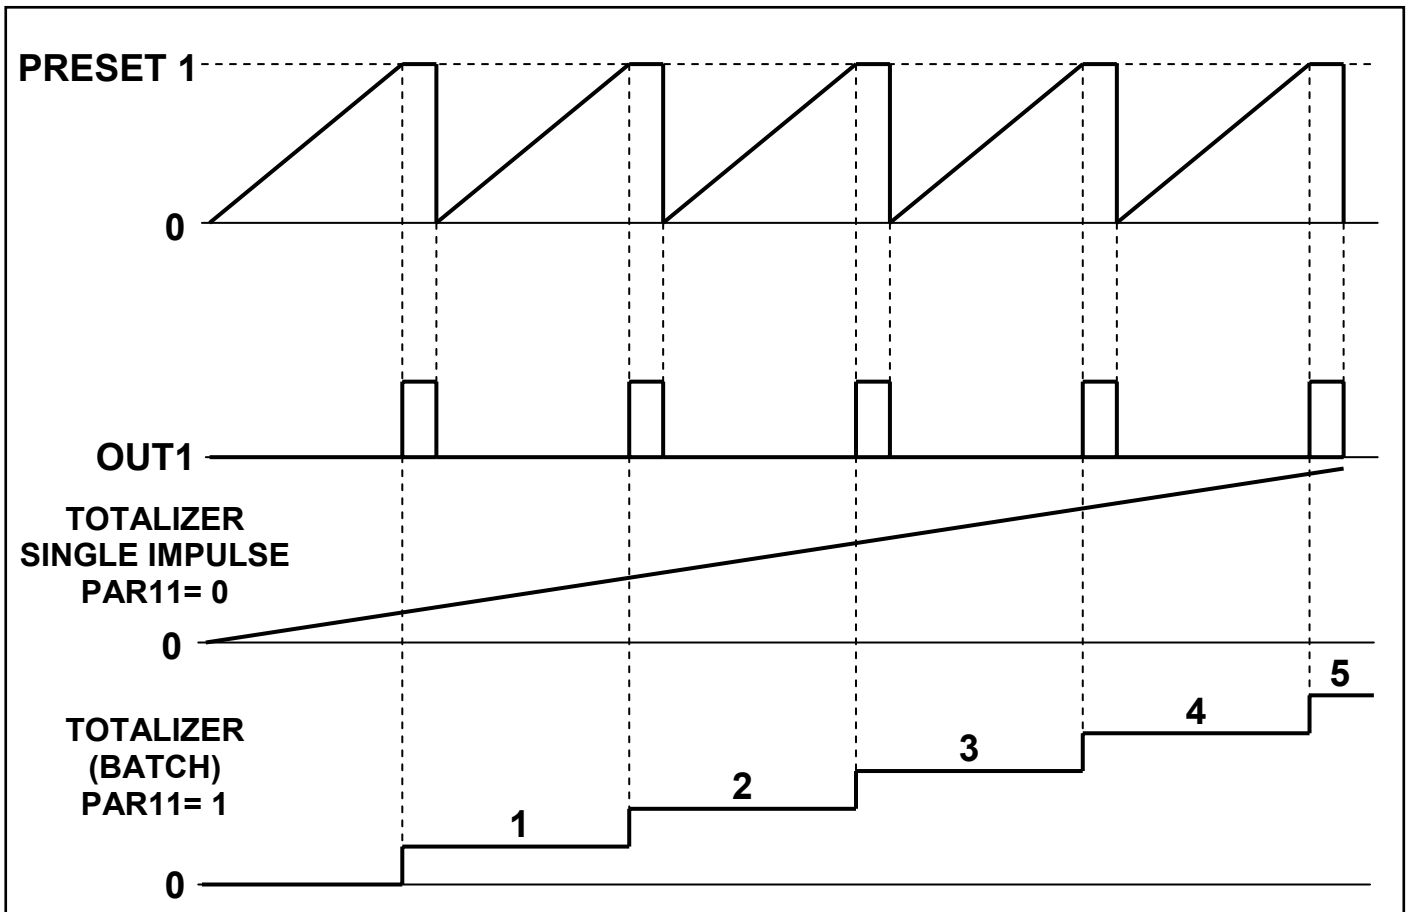 PRESET 1
0
OUT1
TOTALIZER
SINGLE IMPULSE
PAR11= 0
0
5
4
3
2
1
TOTALIZER
(BATCH)
PAR11= 1
0